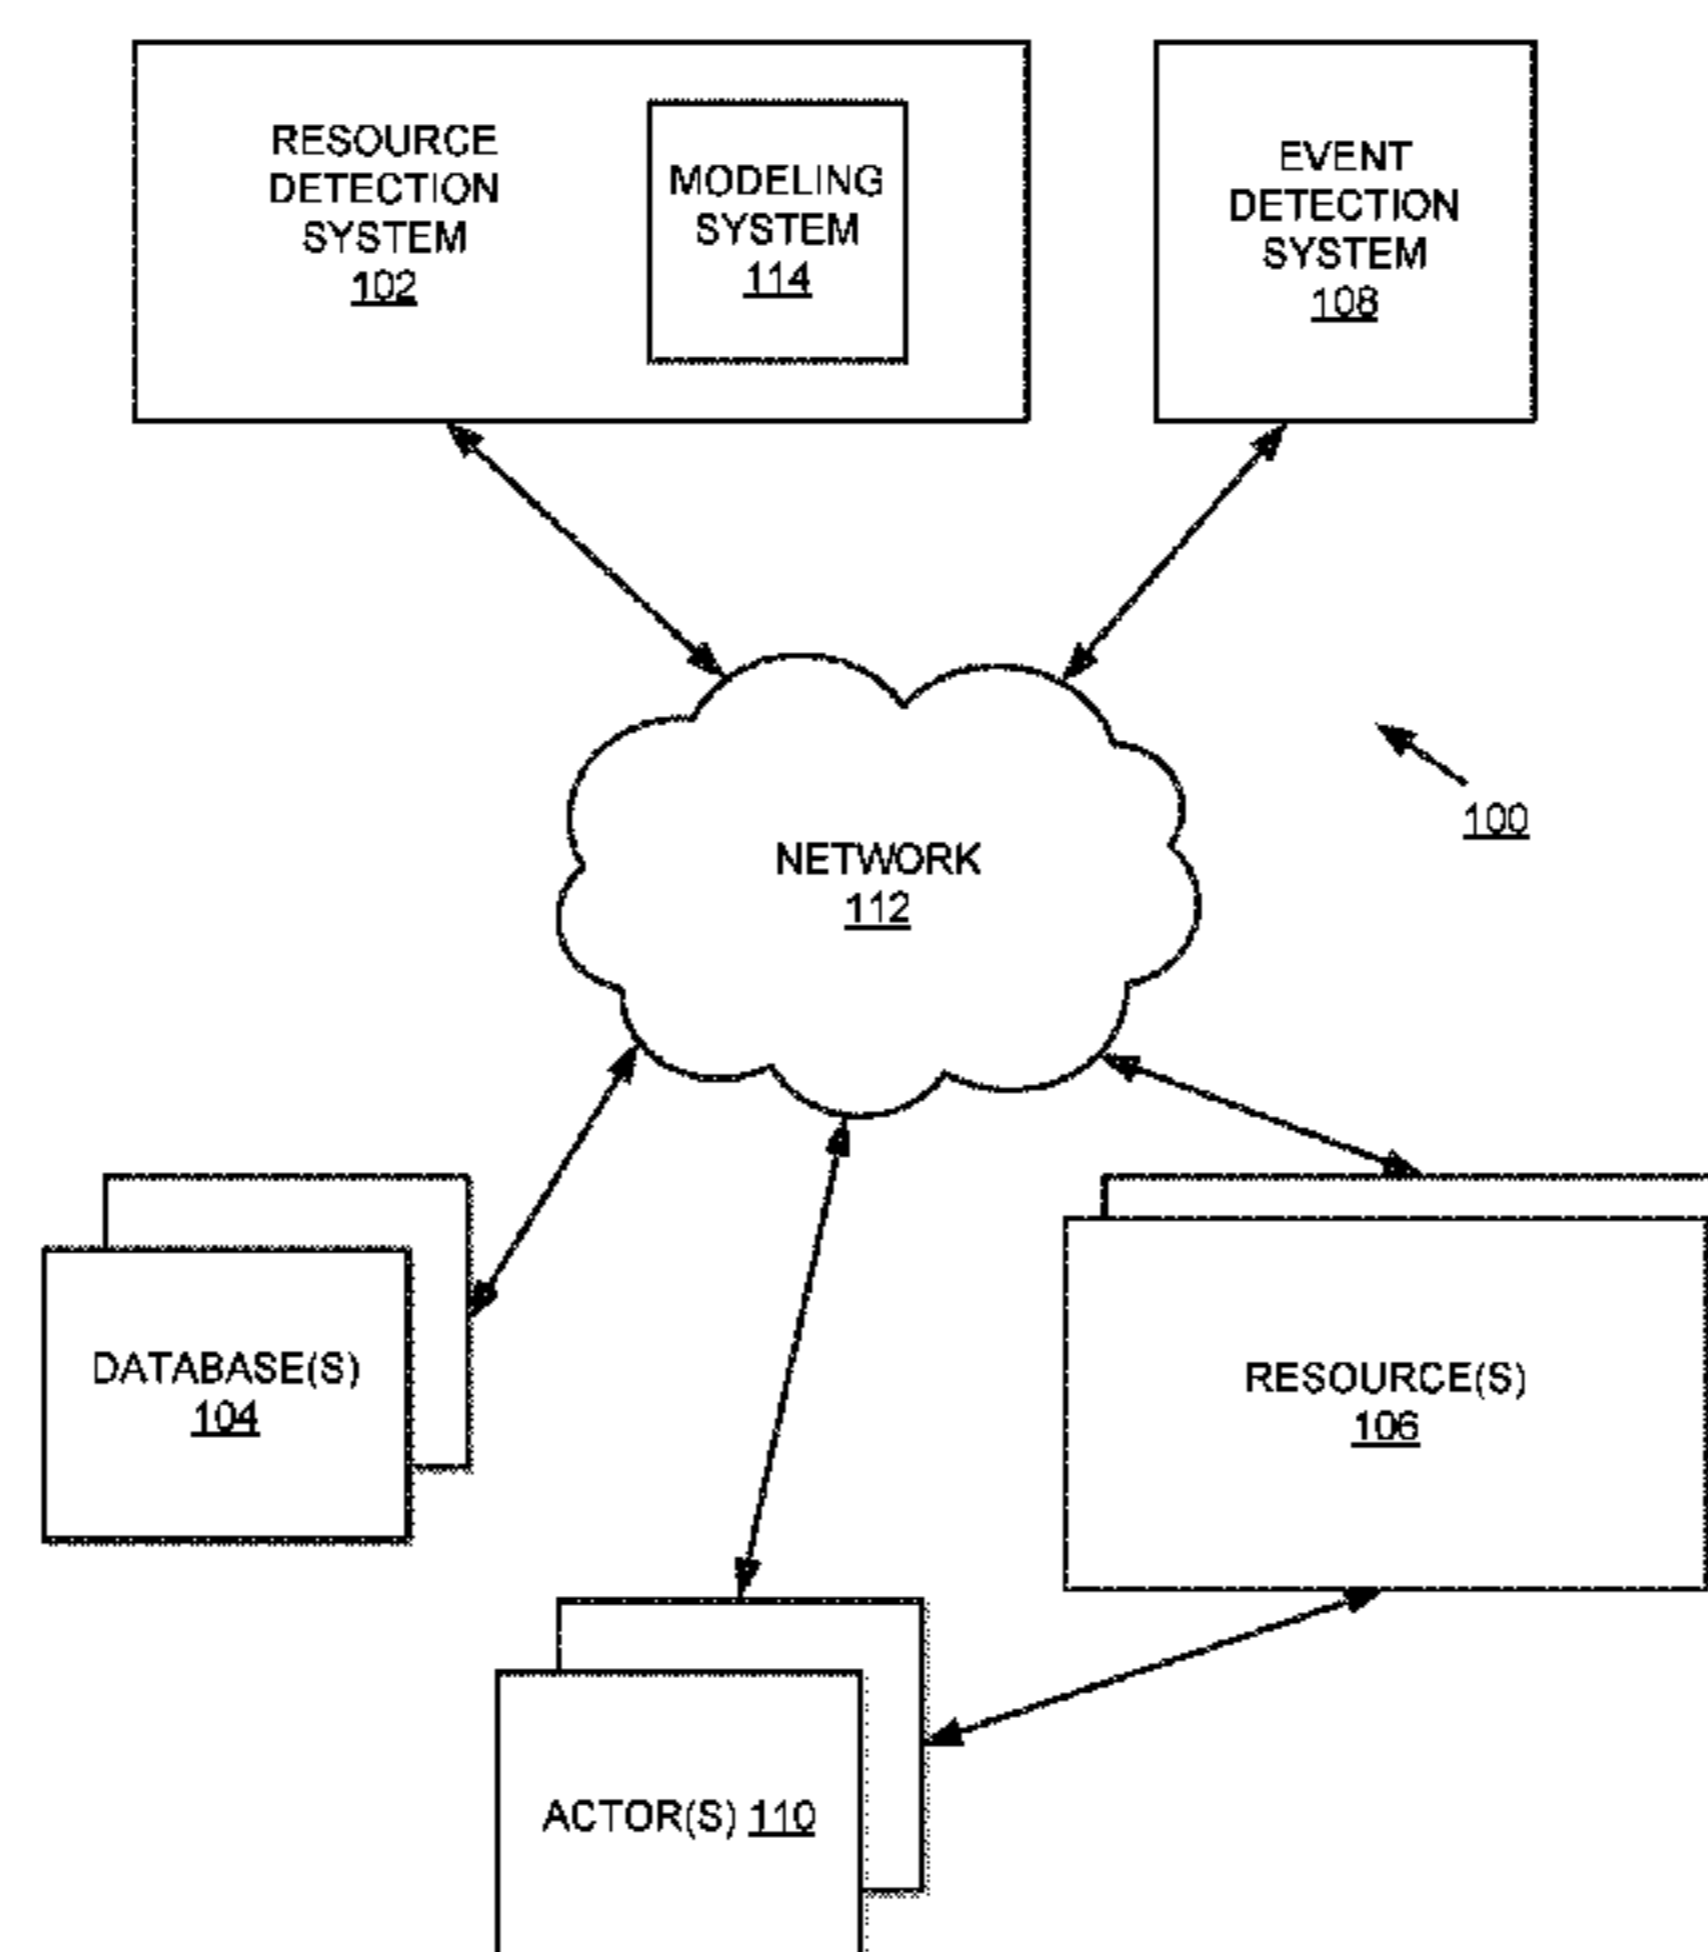 RESOURCE
DETECTION
SYSTEM
102
MODELING
SYSTEM
114
EVENT
DETECTION
SYSTEM
108
100
NETWORK
112
DATABASE(S)
104
RESOURCE(S)
106
ACTOR(S) 110